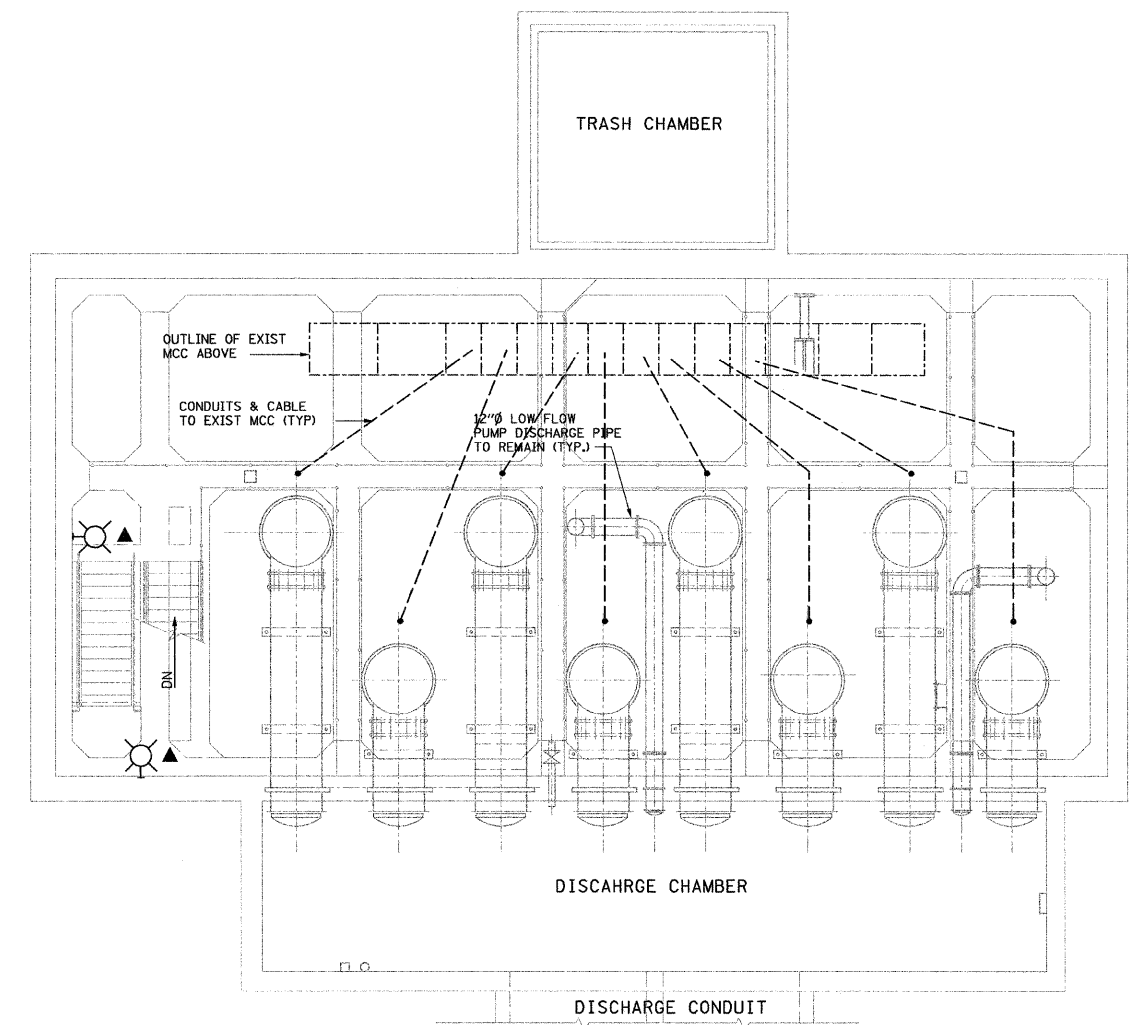 TRASH CHAMBER
OUTLINE OF EXIST
MCC ABOVE
CONDUITS & CABLE
TO EXIST MCC (TYP)
12"Ø LOW FLOW
PUMP DISCHARGE PIPE
TO REMAIN (TYP.)
DN
DISCAHRGE CHAMBER
DISCHARGE CONDUIT